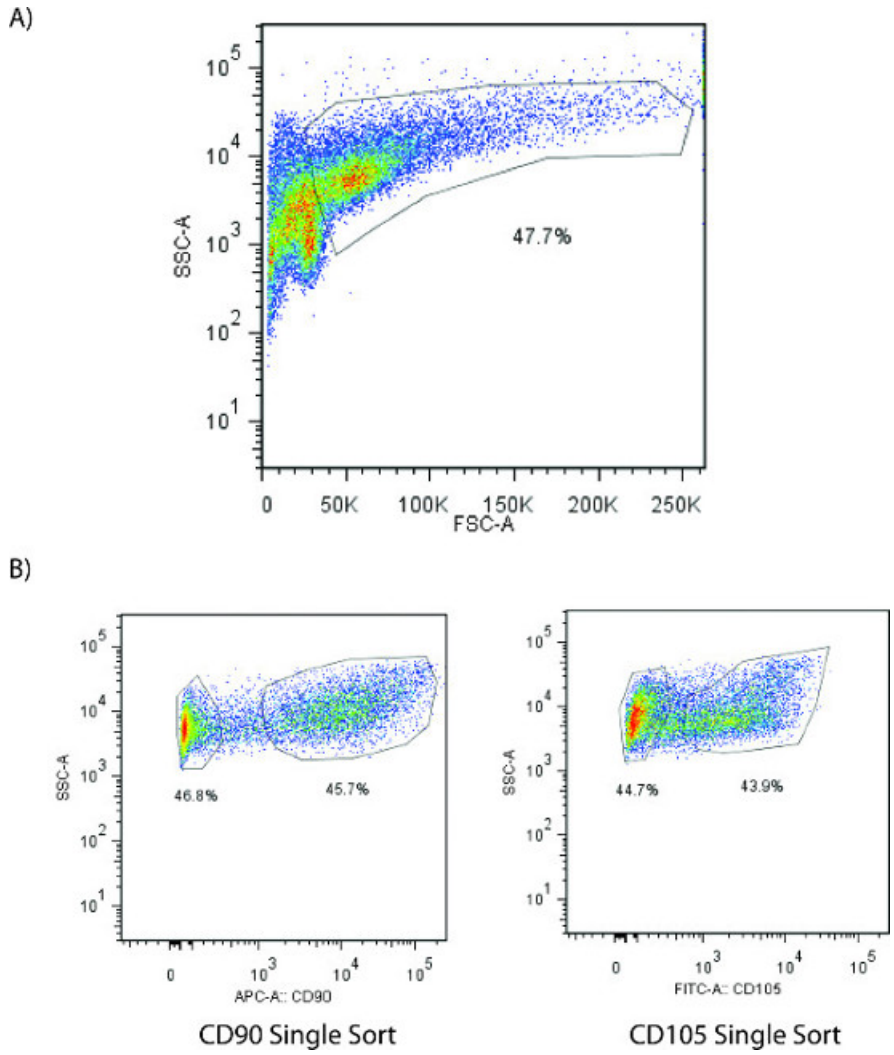 A)
10^5
10^4
10^3
10^2
10^1
SSC-A
47.7%
0 50K 100K 150K 200K 250K
FSC-A
B)
10^5
10^4
10^3
10^2
10^1
SSC-A
46.8% 45.7%
0 10^3 10^4 10^5
APC-A:: CD90
CD90 Single Sort
10^5
10^4
10^3
10^2
10^1
SSC-A
44.7% 43.9%
0 10^3 10^4 10^5
FITC-A:: CD105
CD105 Single Sort